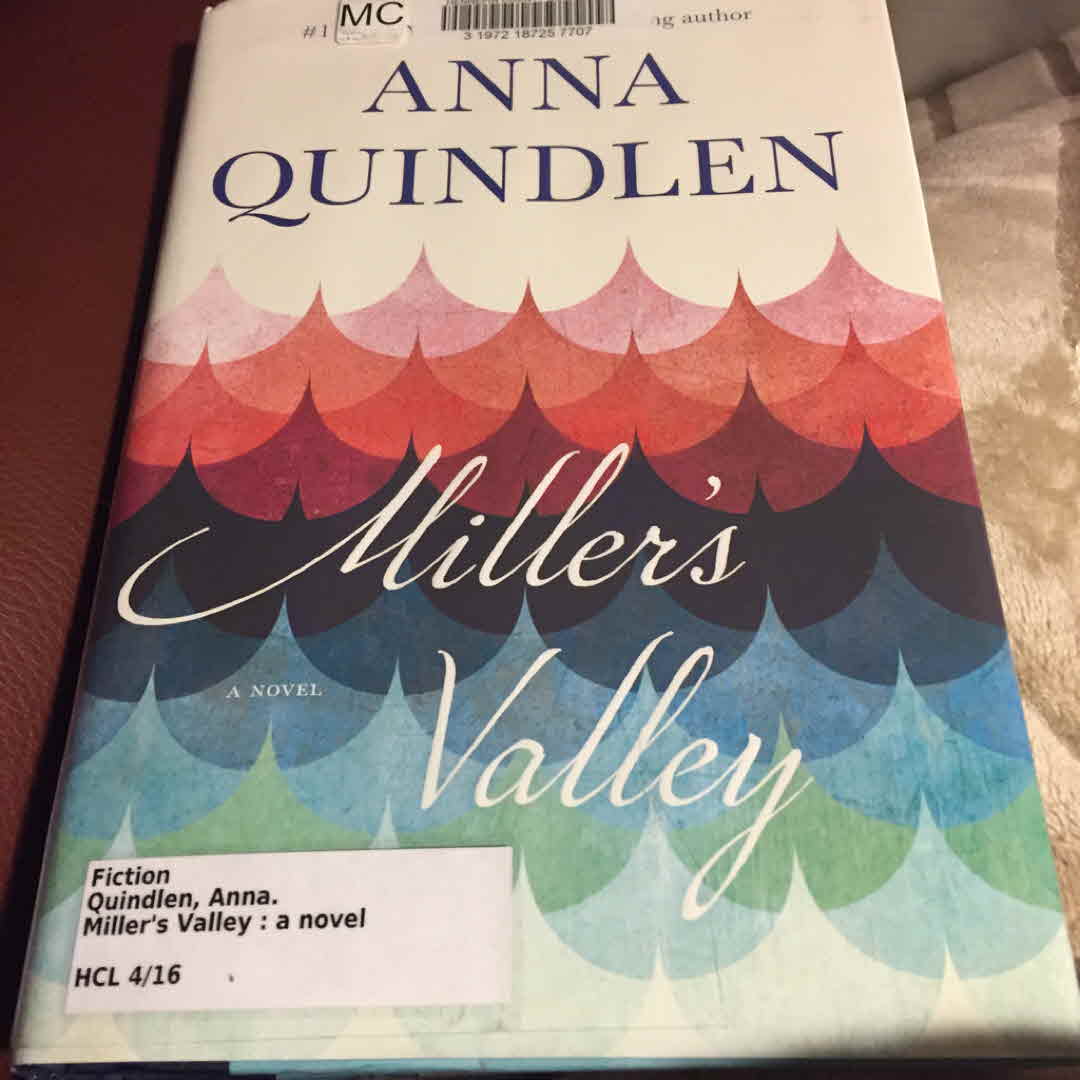 MC
3 1972 18725 7707
#1 author
ANNA
QUINDLEN
Miller's
A NOVEL
Valley
Fiction
Quindlen, Anna.
Miller's Valley : a novel
HCL 4/16